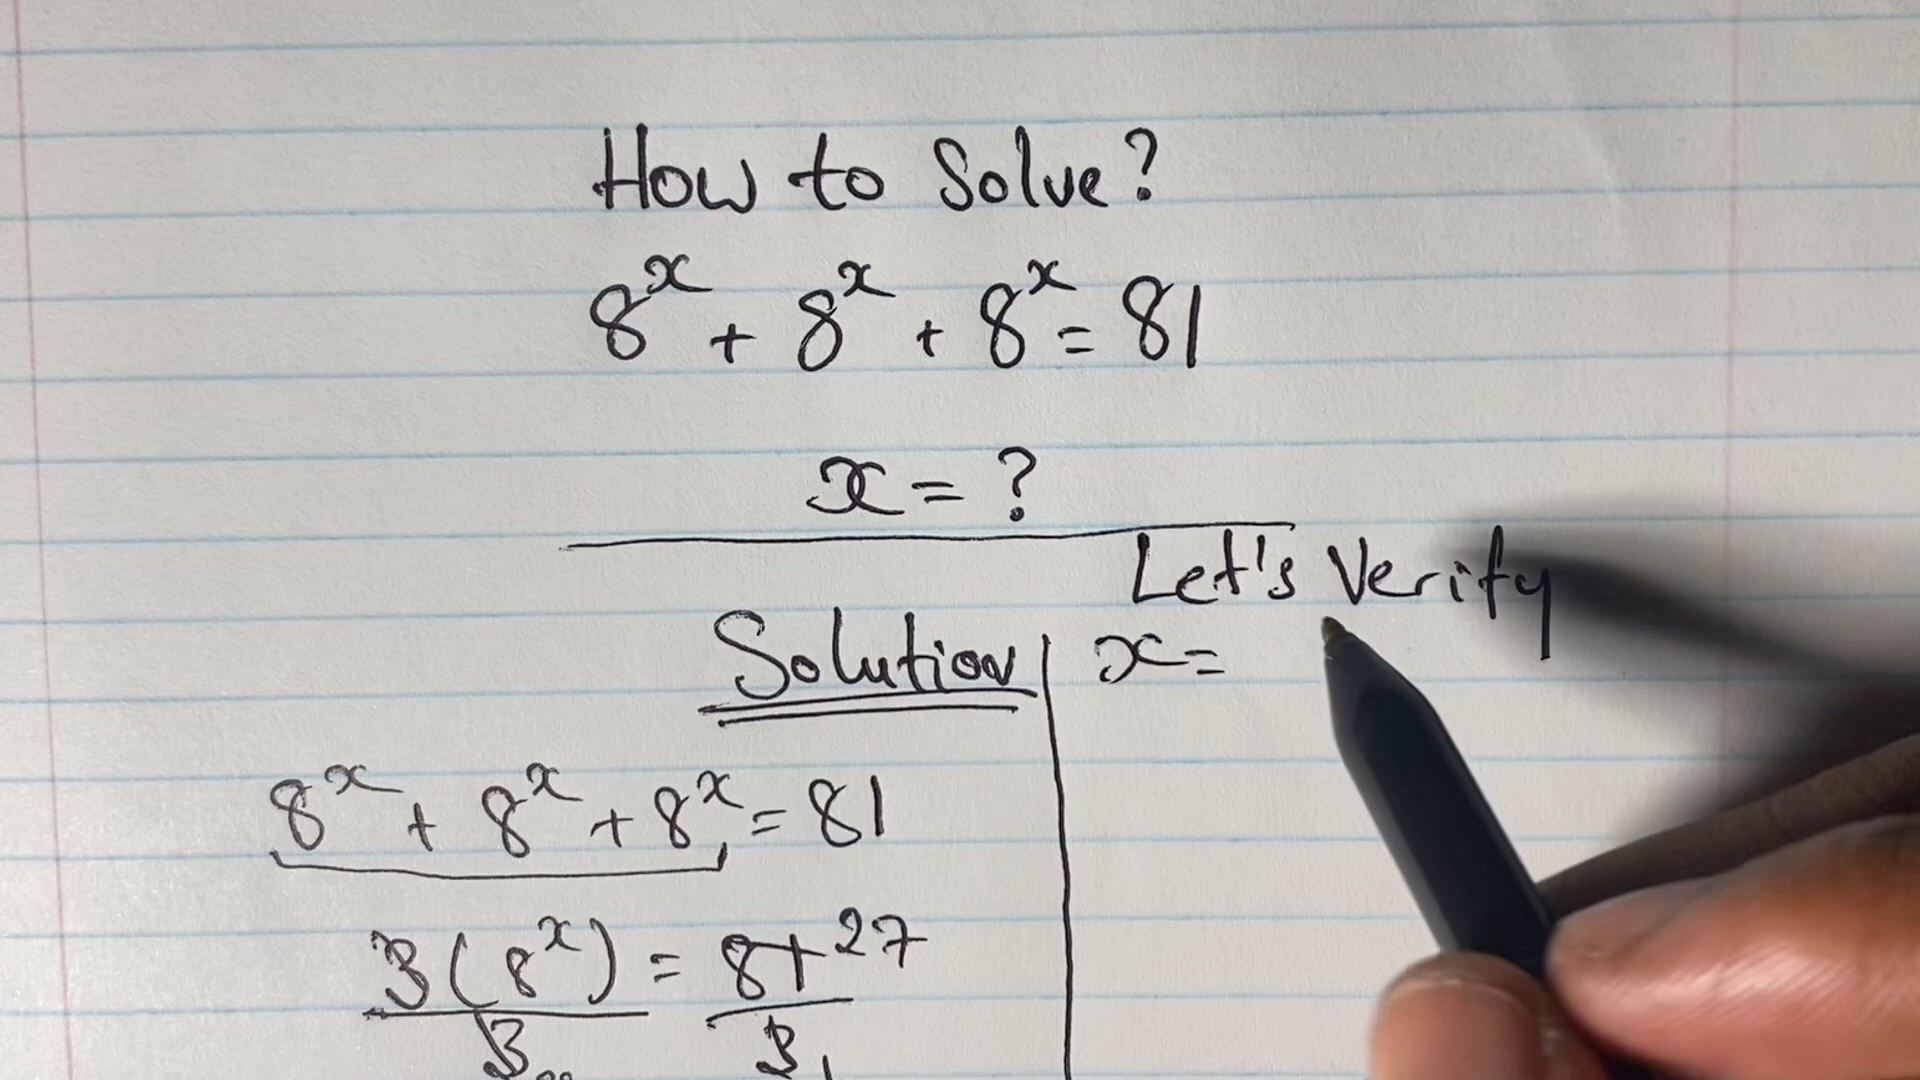 How to Solve?
8^x + 8^x + 8^x = 81
x = ?
Let's Verify
Solution
x =
8^x + 8^x + 8^x = 81
3(8^x) = 81 27
3 3